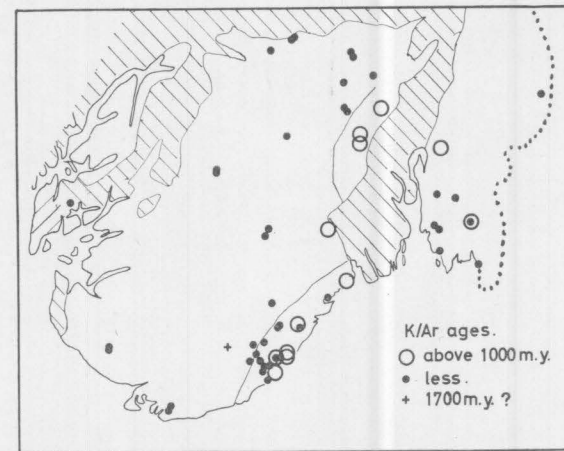 K/Ar ages.
○ above 1000 m.y.
● less.
+ 1700 m.y. ?